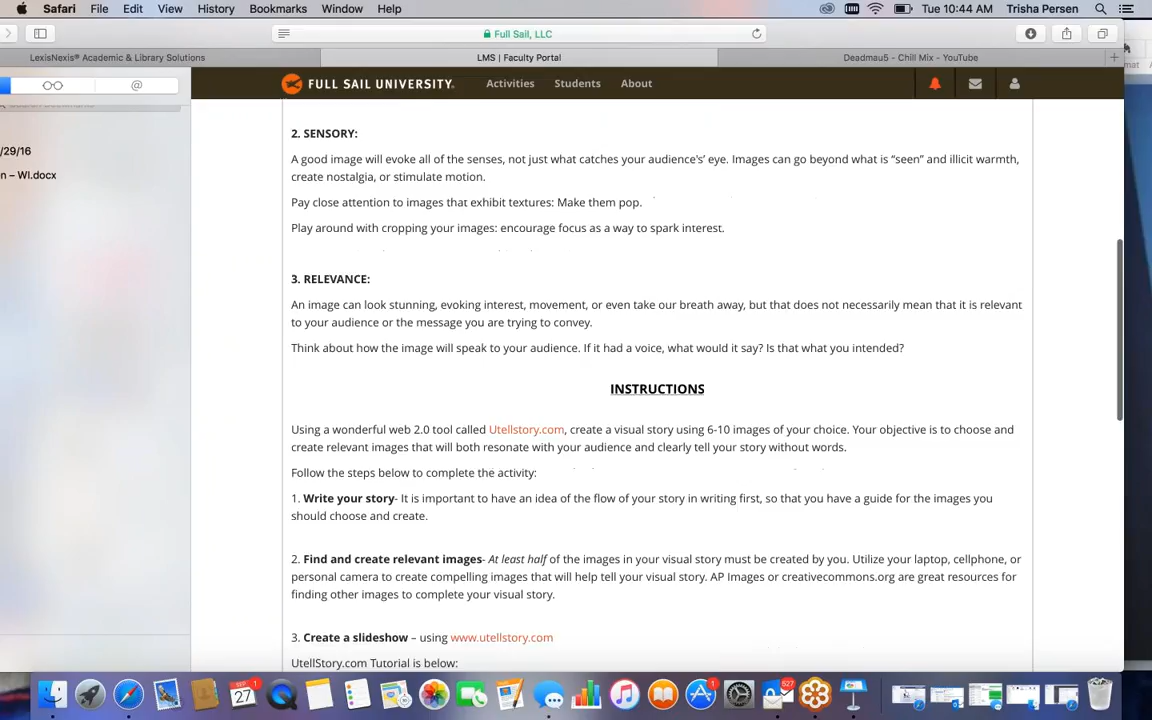 Safari File Edit View History Bookmarks Window Help Tue 10:44 AM Trisha Persen
Full Sail, LLC
LexisNexis® Academic & Library Solutions LMS | Faculty Portal Deadmau5 - Chill Mix - YouTube
FULL SAIL UNIVERSITY. Activities Students About
@
/29/16
n – WI.docx
2. SENSORY:
A good image will evoke all of the senses, not just what catches your audience's' eye. Images can go beyond what is “seen” and illicit warmth,
create nostalgia, or stimulate motion.
Pay close attention to images that exhibit textures: Make them pop.
Play around with cropping your images: encourage focus as a way to spark interest.
3. RELEVANCE:
An image can look stunning, evoking interest, movement, or even take our breath away, but that does not necessarily mean that it is relevant
to your audience or the message you are trying to convey.
Think about how the image will speak to your audience. If it had a voice, what would it say? Is that what you intended?
INSTRUCTIONS
Using a wonderful web 2.0 tool called Utellstory.com, create a visual story using 6-10 images of your choice. Your objective is to choose and
create relevant images that will both resonate with your audience and clearly tell your story without words.
Follow the steps below to complete the activity:
1. Write your story- It is important to have an idea of the flow of your story in writing first, so that you have a guide for the images you
should choose and create.
2. Find and create relevant images- At least half of the images in your visual story must be created by you. Utilize your laptop, cellphone, or
personal camera to create compelling images that will help tell your visual story. AP Images or creativecommons.org are great resources for
finding other images to complete your visual story.
3. Create a slideshow – using www.utellstory.com
UtellStory.com Tutorial is below:
27 1 1 527